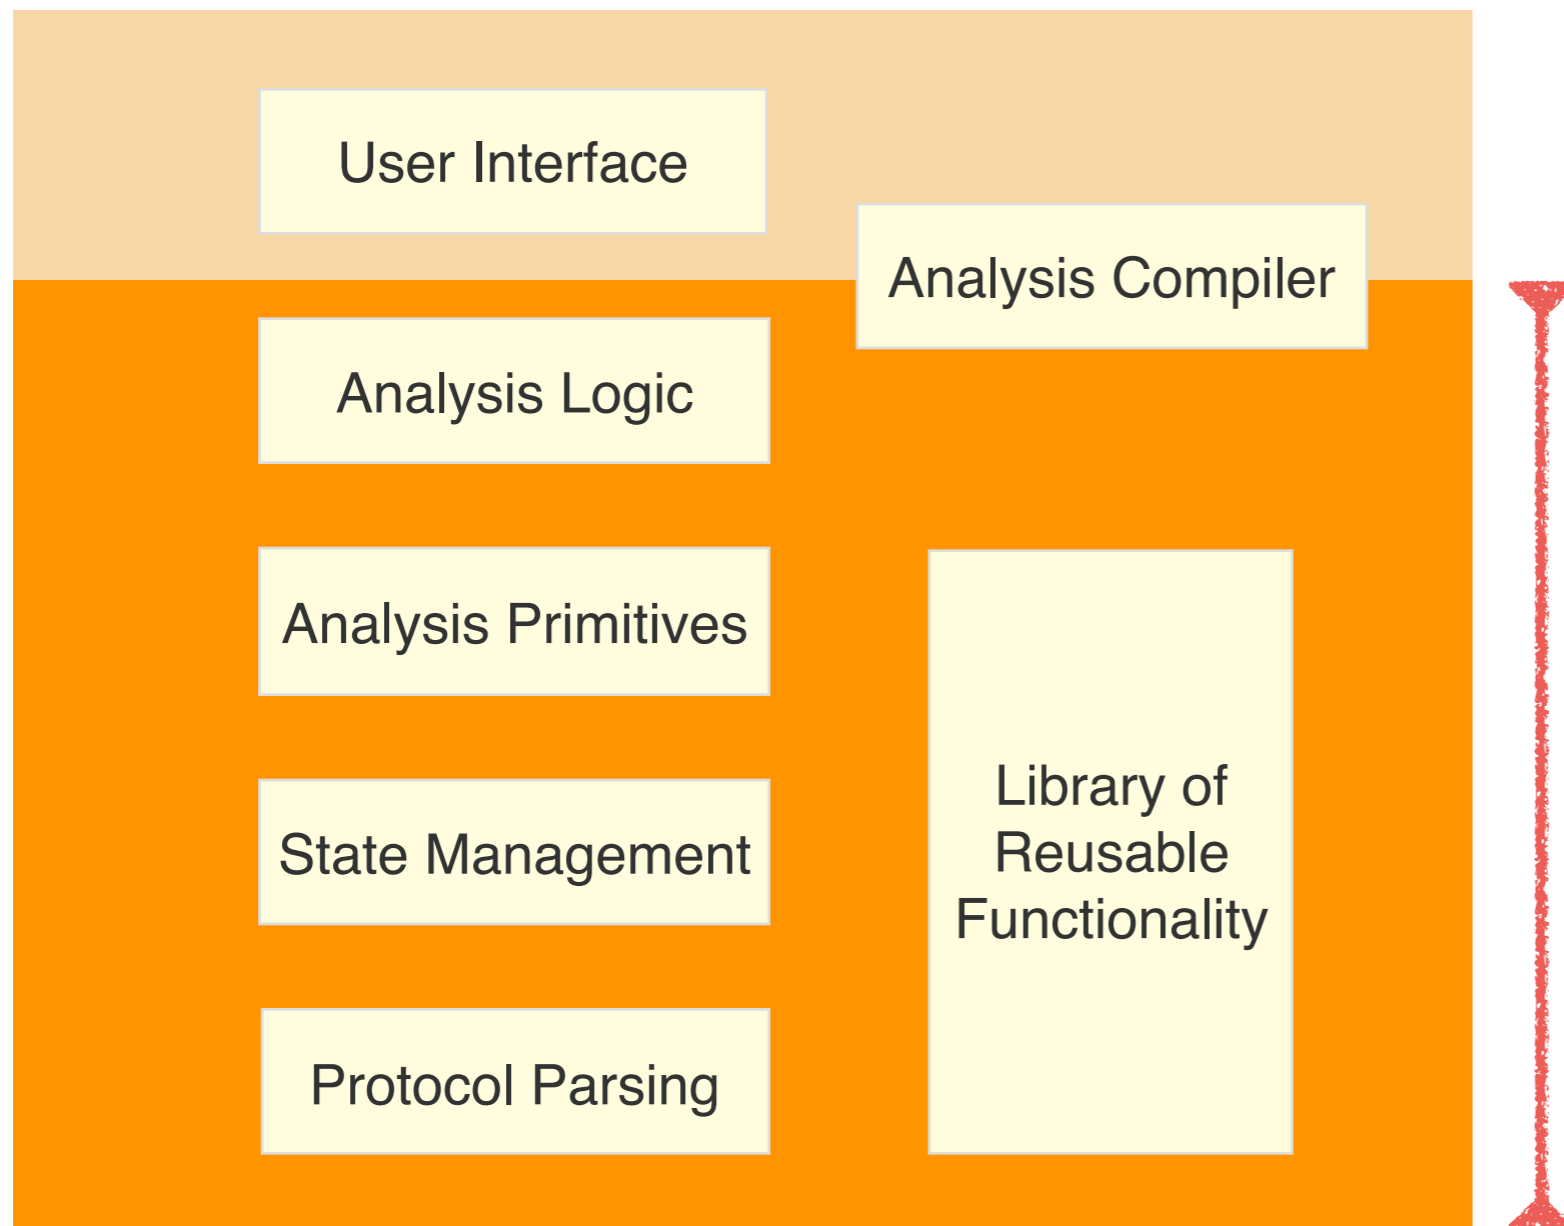 User Interface
Analysis Compiler
Analysis Logic
Analysis Primitives
State Management
Protocol Parsing
Library of
Reusable
Functionality